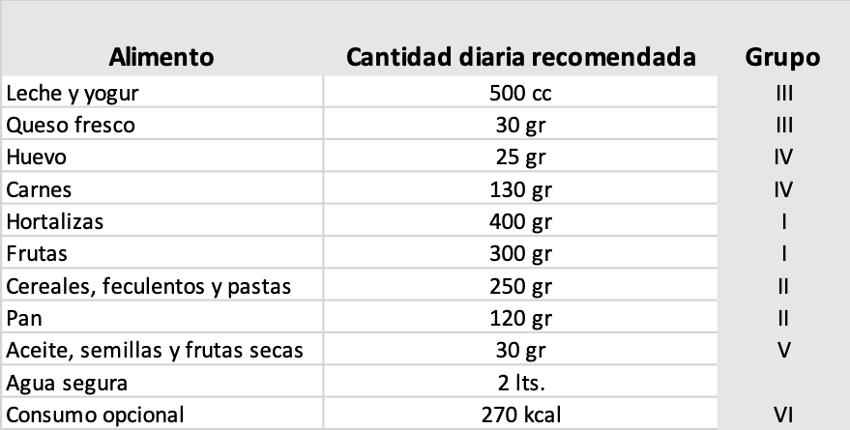 Alimento Cantidad diaria recomendada Grupo
Leche y yogur 500 cc III
Queso fresco 30 gr III
Huevo 25 gr IV
Carnes 130 gr IV
Hortalizas 400 gr I
Frutas 300 gr I
Cereales, feculentos y pastas 250 gr II
Pan 120 gr II
Aceite, semillas y frutas secas 30 gr V
Agua segura 2 lts.
Consumo opcional 270 kcal VI